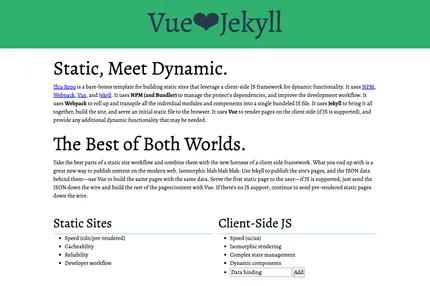 Vue❤Jekyll
Static, Meet Dynamic.
This Repo is a bare-bones template for building static sites that leverage a client-side JS framework for dynamic functionality. It uses NPM,
Webpack, Vue, and Jekyll. It uses NPM (and Bundler) to manage the project's dependencies, and improve the development workflow. It
uses Webpack to roll up and transpile all the individual modules and components into a single bundeled JS file. It uses Jekyll to bring it all
together, build the site, and serve an initial static file to the browser. It uses Vue to render pages on the client side (if JS is supported), and
provide any additional dynamic functionality that may be needed.
The Best of Both Worlds.
Take the best parts of a static site workflow and combine them with the new hotness of a client side framework. What you end up with is a
great new way to publish content on the modern web. Isomorphic blah blah blah: Use Jekyll to publish the site's pages, and the JSON data
behind them—use Vue to build the same pages with the same data. Serve the first static page to the user—if JS is supported, just send the
JSON down the wire and build the rest of the pages/content with Vue. If there's no JS support, continue to send pre-rendered static pages
down the wire.
Static Sites
Speed (cdn/pre-rendered)
Cacheability
Reliability
Developer workflow
Client-Side JS
Speed (ui/ux)
Isomorphic rendering
Complex state management
Dynamic components
Data binding Add